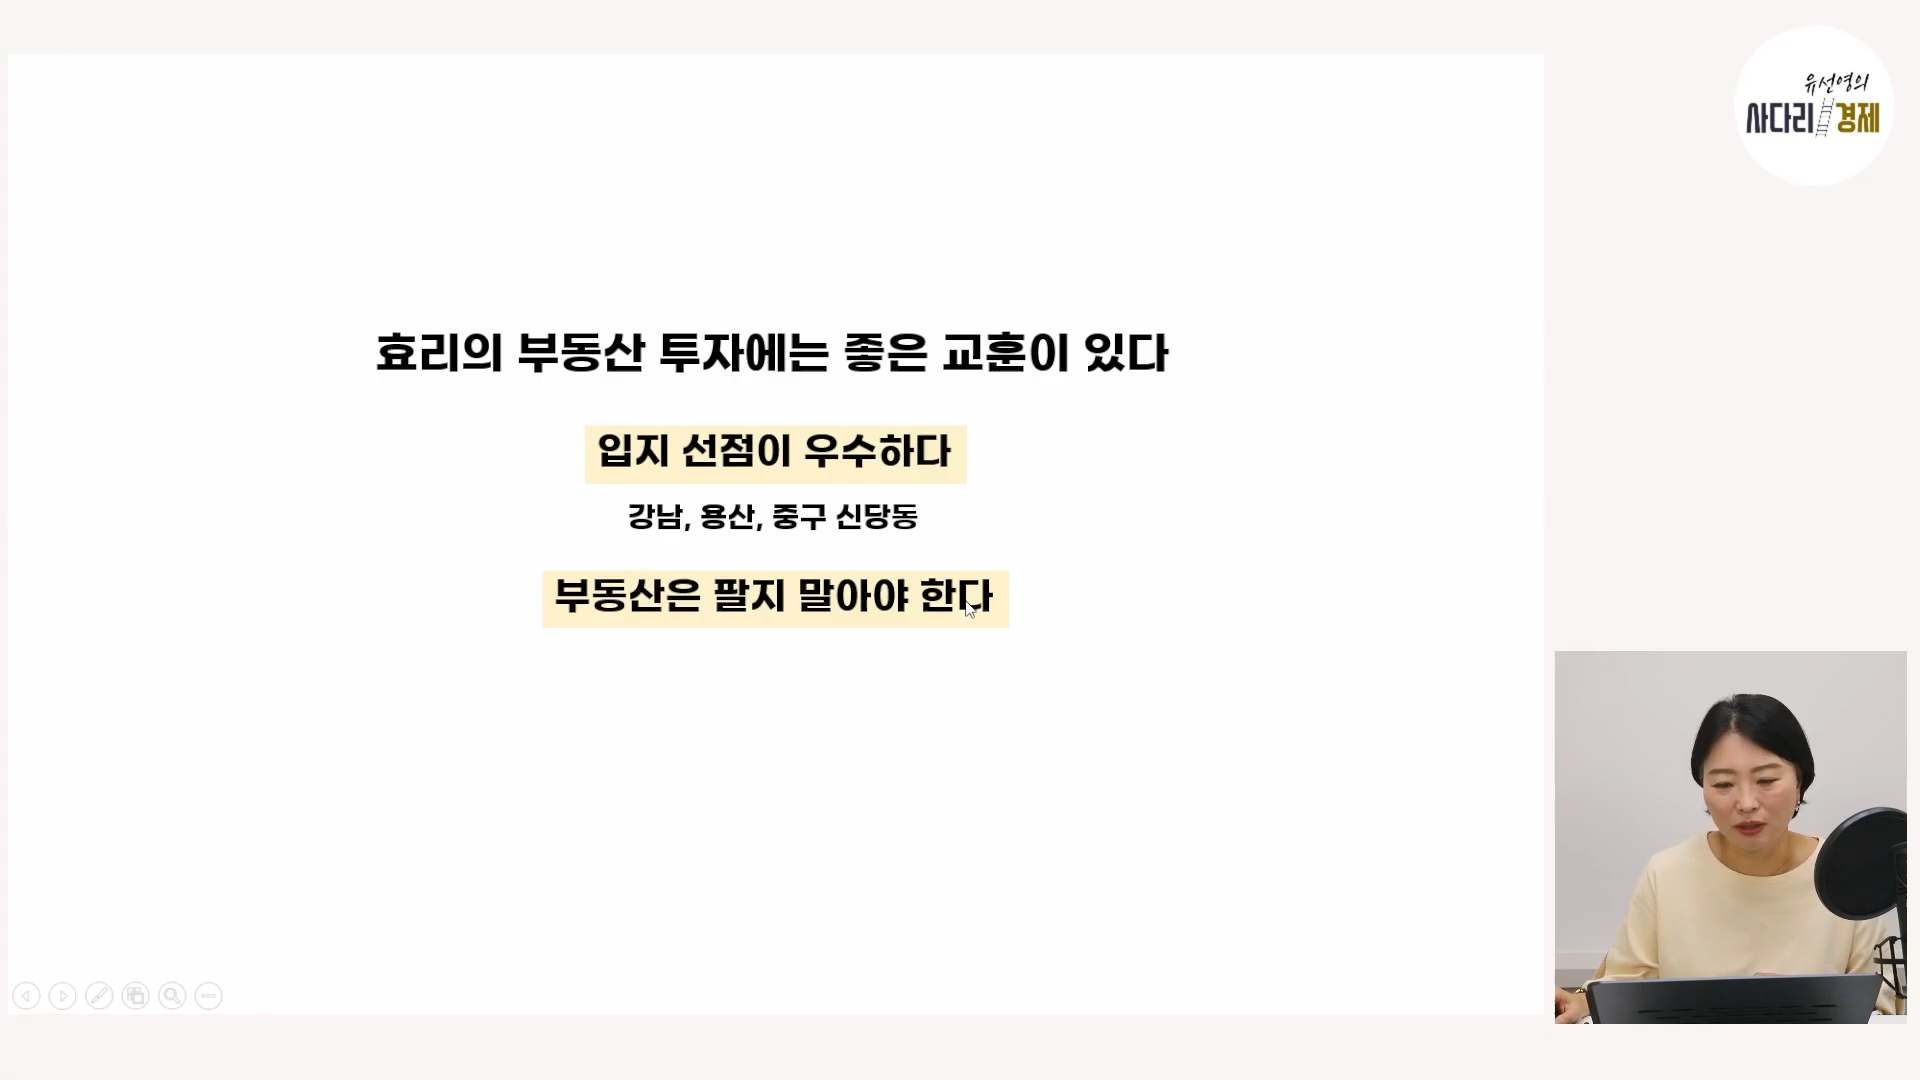 유선영의
사다리 경제
효리의 부동산 투자에는 좋은 교훈이 있다
입지 선점이 우수하다
강남, 용산, 중구 신당동
부동산은 팔지 말아야 한다